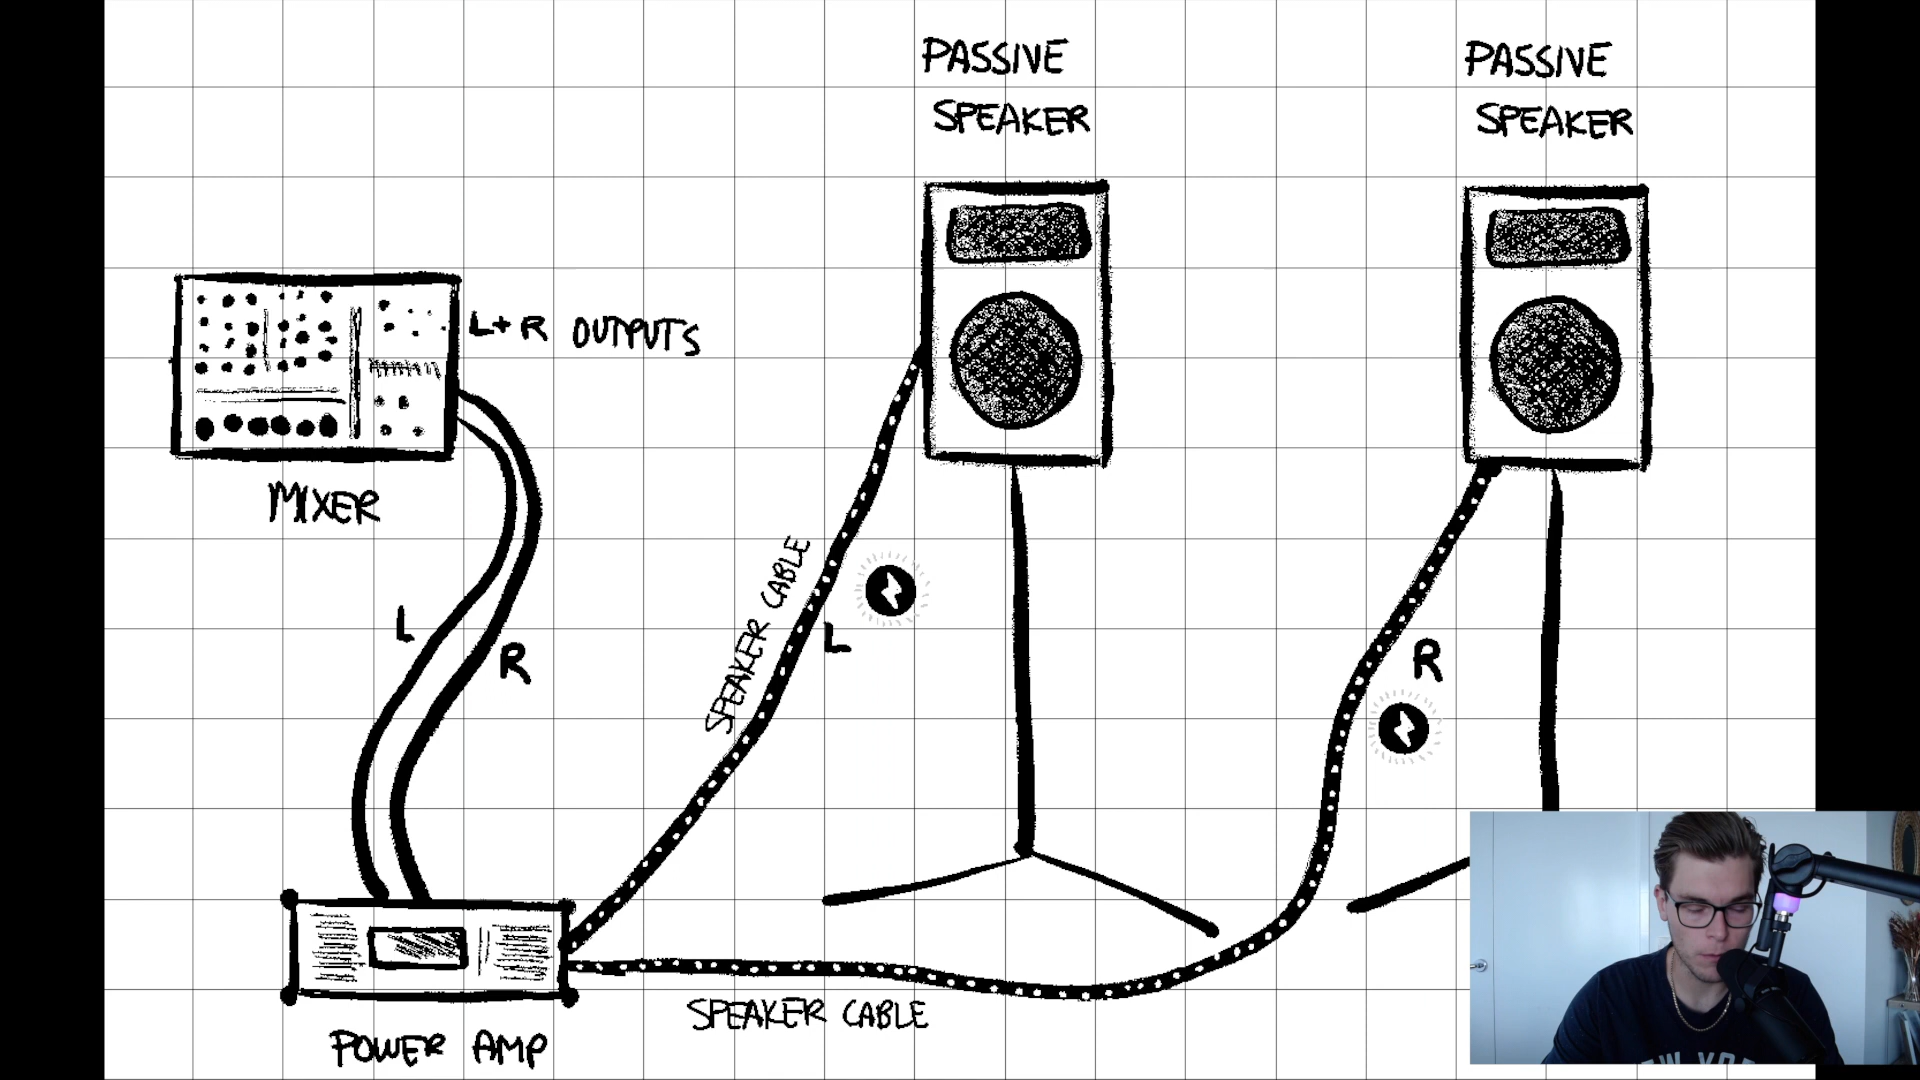 PASSIVE
SPEAKER
PASSIVE
SPEAKER
L+R OUTPUTS
MIXER
L
R
SPEAKER CABLE
L
R
SPEAKER CABLE
POWER AMP